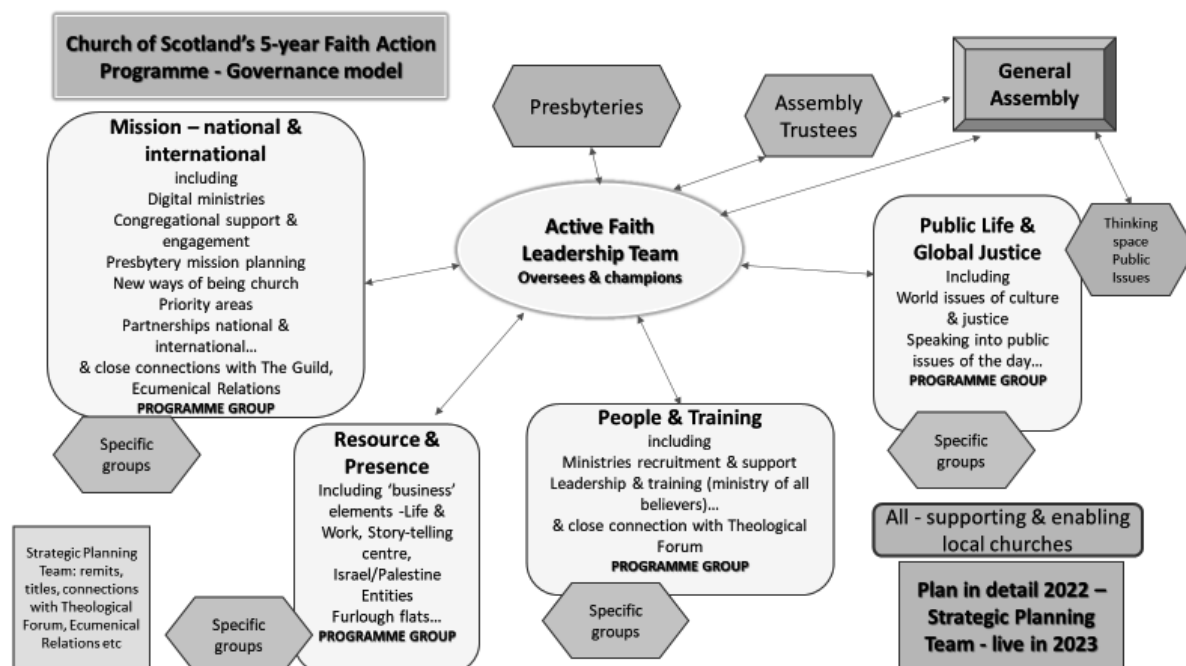 Church of Scotland's 5-year Faith Action
Programme - Governance model
Presbyteries
Assembly
Trustees
General
Assembly
Mission – national &
international
including
Digital ministries
Congregational support &
engagement
Presbytery mission planning
New ways of being church
Priority areas
Partnerships national &
international...
& close connections with The Guild,
Ecumenical Relations
PROGRAMME GROUP
Specific
groups
Active Faith
Leadership Team
Oversees & champions
Public Life &
Global Justice
Including
World issues of culture
& justice
Speaking into public
issues of the day...
PROGRAMME GROUP
Thinking
space
Public
Issues
Specific
groups
Resource &
Presence
Including 'business'
elements -Life &
Work, Story-telling
centre,
Israel/Palestine
Entities
Furlough flats...
PROGRAMME GROUP
Specific
groups
People & Training
including
Ministries recruitment & support
Leadership & training (ministry of all
believers)...
& close connection with Theological
Forum
PROGRAMME GROUP
Specific
groups
Strategic Planning
Team: remits,
titles, connections
with Theological
Forum, Ecumenical
Relations etc
All - supporting & enabling
local churches
Plan in detail 2022 –
Strategic Planning
Team - live in 2023